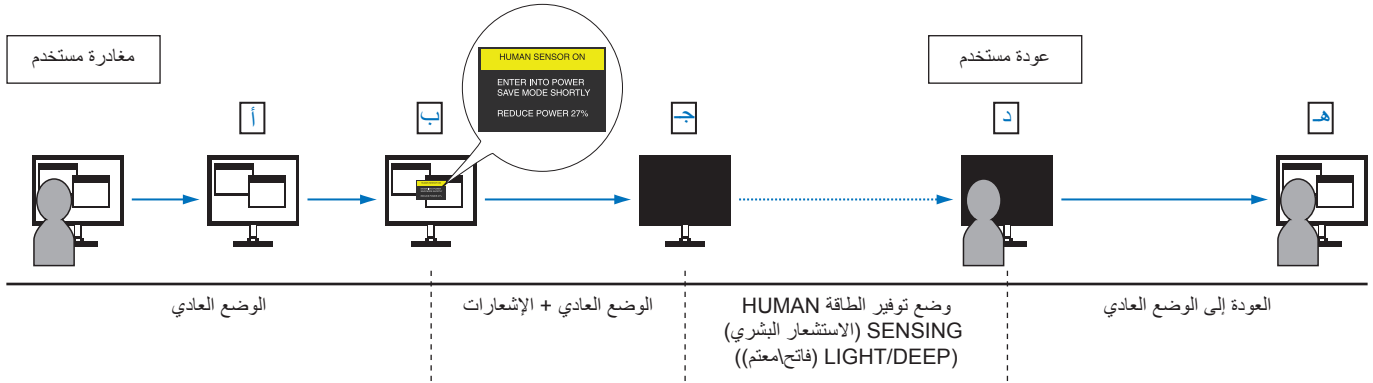 مغادرة مستخدم
عودة مستخدم
HUMAN SENSOR ON
ENTER INTO POWER
SAVE MODE SHORTLY
REDUCE POWER 27%
أ
ب
جـ
د
هـ
الوضع العادي
الوضع العادي + الإشعارات
وضع توفير الطاقة HUMAN
SENSING (الاستشعار البشري)
(LIGHT/DEEP (فاتح\معتم))
العودة إلى الوضع العادي